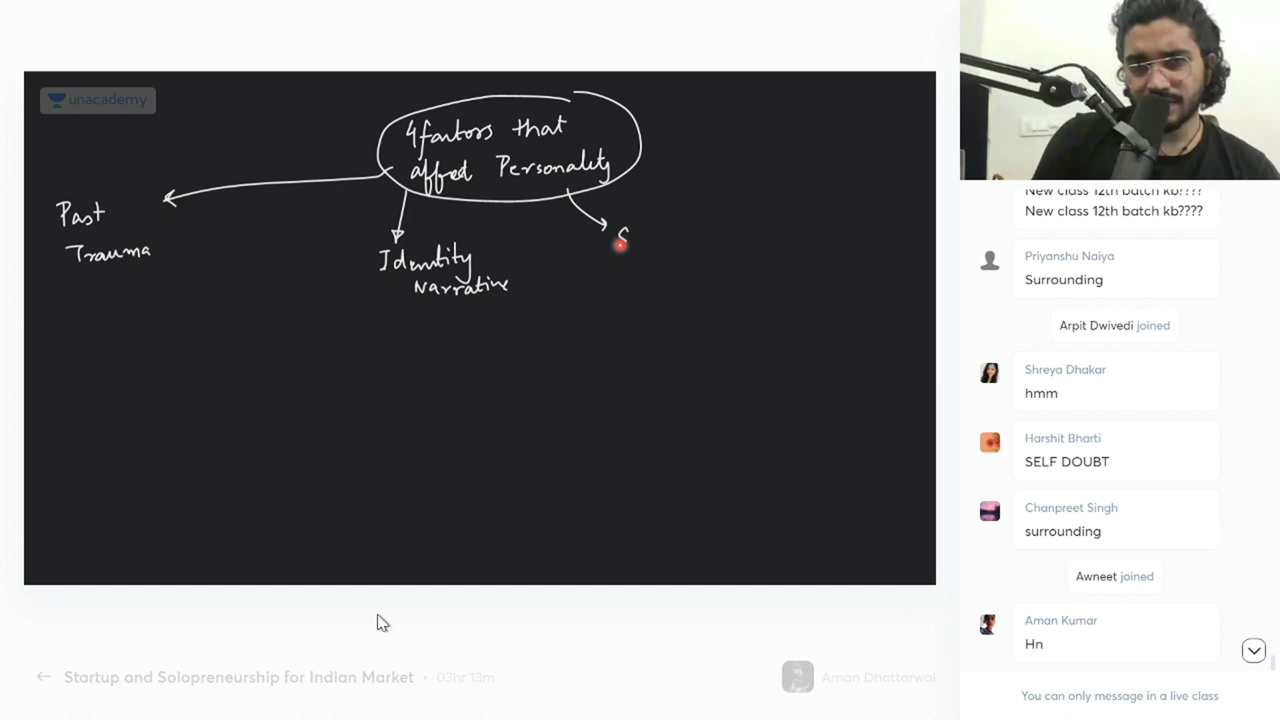 unacademy
4 factors that
affect Personality
Past
Trauma
Identity
Narrative
S
New class 12th batch kb????
New class 12th batch kb????
Priyanshu Naiya
Surrounding
Arpit Dwivedi joined
Shreya Dhakar
hmm
Harshit Bharti
SELF DOUBT
Chanpreet Singh
surrounding
Awneet joined
Aman Kumar
Hn
You can only message in a live class
Startup and Solopreneurship for Indian Market • 03hr 13m
Aman Dhattarwal